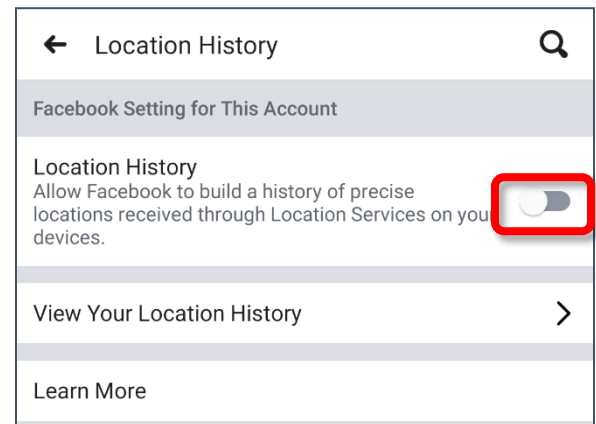 Location History
Facebook Setting for This Account
Location History
Allow Facebook to build a history of precise
locations received through Location Services on your
devices.
View Your Location History
Learn More